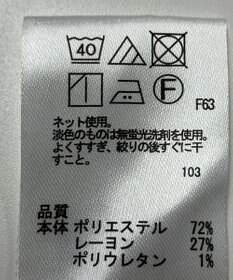 40
F
F63
ネット使用。
淡色のものは無蛍光洗剤を使用。
よくすすぎ、絞りの後すぐに干
すこと。
103
品質
本体 ポリエステル 72%
レーヨン 27%
ポリウレタン 1%